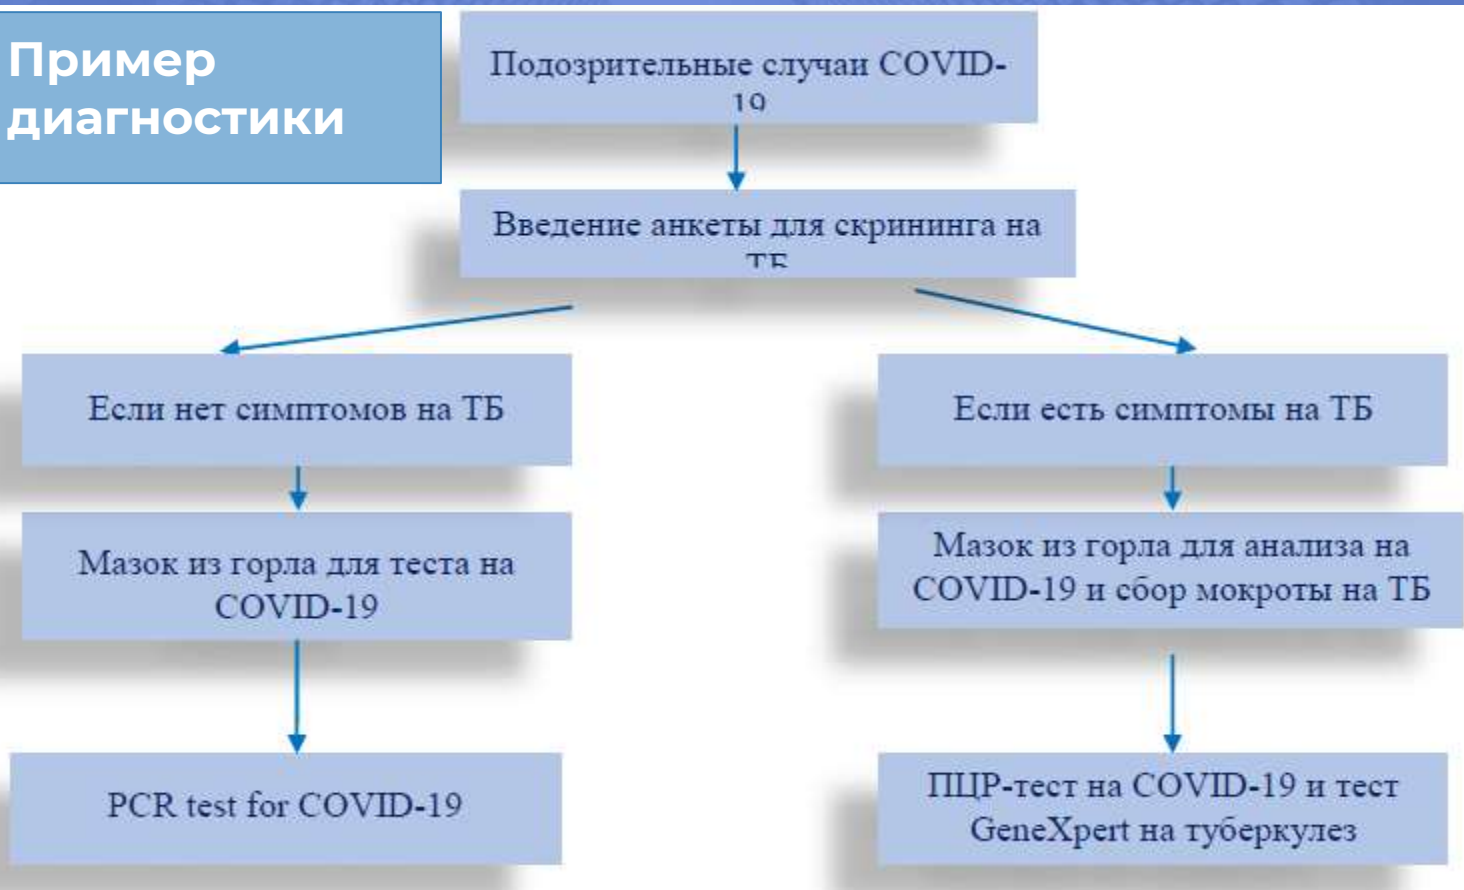 Пример
диагностики
Подозрительные случаи COVID-
19
Введение анкеты для скрининга на
ТБ
Если нет симптомов на ТБ
Если есть симптомы на ТБ
Мазок из горла для теста на
COVID-19
Мазок из горла для анализа на
COVID-19 и сбор мокроты на ТБ
PCR test for COVID-19
ПЦР-тест на COVID-19 и тест
GeneXpert на туберкулез